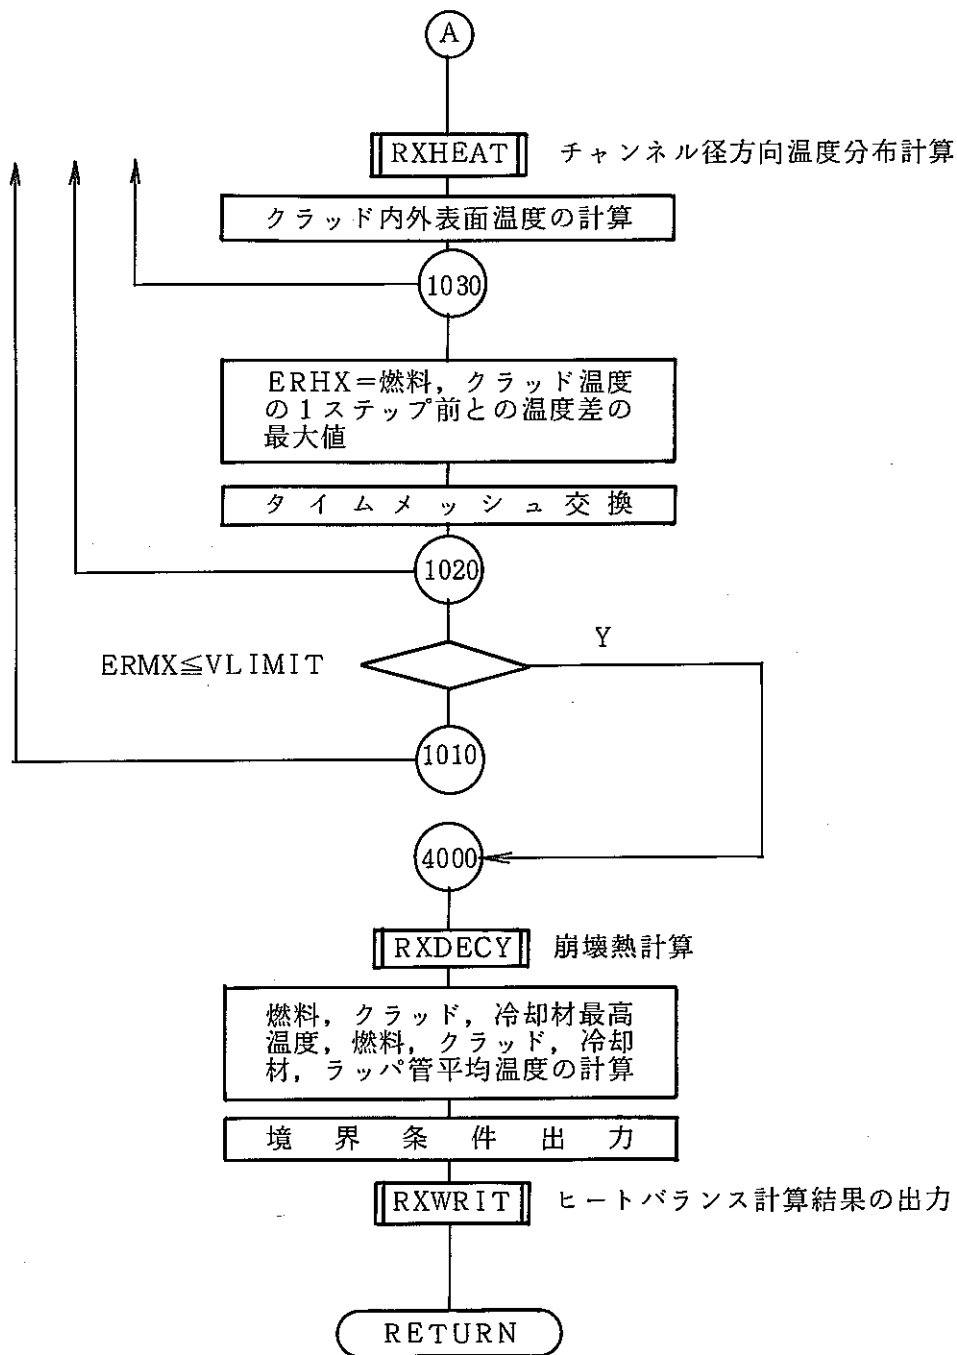 A
RXHEAT チャンネル径方向温度分布計算
クラッド内外表面温度の計算
1030
ERHX=燃料,クラッド温度
の1ステップ前との温度差の
最大値
タイムメッシュ交換
1020
Y
ERMX≦VLIMIT
1010
4000
RXDECY 崩壊熱計算
燃料,クラッド,冷却材最高
温度,燃料,クラッド,冷却
材,ラッパ管平均温度の計算
境界条件出力
RXWRIT ヒートバランス計算結果の出力
RETURN